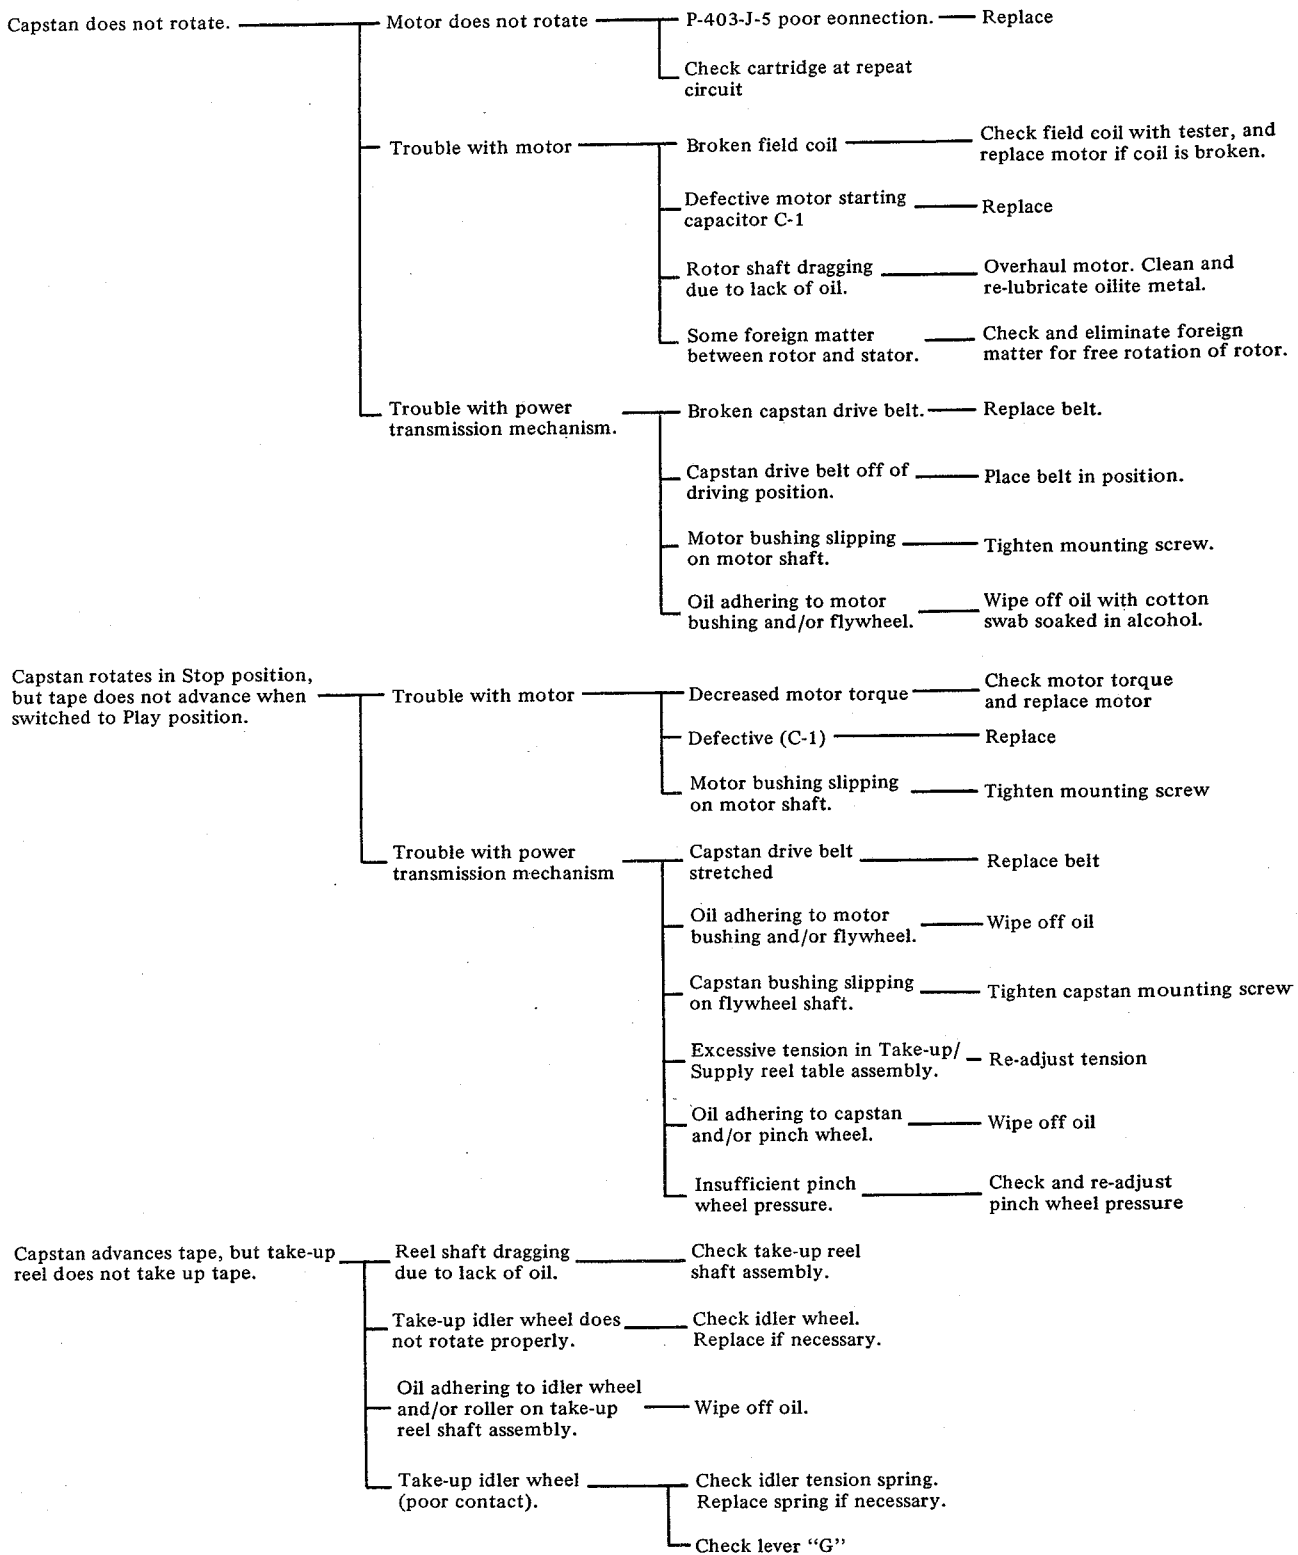 Capstan does not rotate.
Motor does not rotate
P-403-J-5 poor eonnection.
Replace
Check cartridge at repeat
circuit
Trouble with motor
Broken field coil
Check field coil with tester, and
replace motor if coil is broken.
Defective motor starting
capacitor C-1
Replace
Rotor shaft dragging
due to lack of oil.
Overhaul motor. Clean and
re-lubricate oilite metal.
Some foreign matter
between rotor and stator.
Check and eliminate foreign
matter for free rotation of rotor.
Trouble with power
transmission mechanism.
Broken capstan drive belt.
Replace belt.
Capstan drive belt off of
driving position.
Place belt in position.
Motor bushing slipping
on motor shaft.
Tighten mounting screw.
Oil adhering to motor
bushing and/or flywheel.
Wipe off oil with cotton
swab soaked in alcohol.
Capstan rotates in Stop position,
but tape does not advance when
switched to Play position.
Trouble with motor
Decreased motor torque
Check motor torque
and replace motor
Defective (C-1)
Replace
Motor bushing slipping
on motor shaft.
Tighten mounting screw
Trouble with power
transmission mechanism
Capstan drive belt
stretched
Replace belt
Oil adhering to motor
bushing and/or flywheel.
Wipe off oil
Capstan bushing slipping
on flywheel shaft.
Tighten capstan mounting screw
Excessive tension in Take-up/
Supply reel table assembly.
Re-adjust tension
Oil adhering to capstan
and/or pinch wheel.
Wipe off oil
Insufficient pinch
wheel pressure.
Check and re-adjust
pinch wheel pressure
Capstan advances tape, but take-up
reel does not take up tape.
Reel shaft dragging
due to lack of oil.
Check take-up reel
shaft assembly.
Take-up idler wheel does
not rotate properly.
Check idler wheel.
Replace if necessary.
Oil adhering to idler wheel
and/or roller on take-up
reel shaft assembly.
Wipe off oil.
Take-up idler wheel
(poor contact).
Check idler tension spring.
Replace spring if necessary.
Check lever “G”